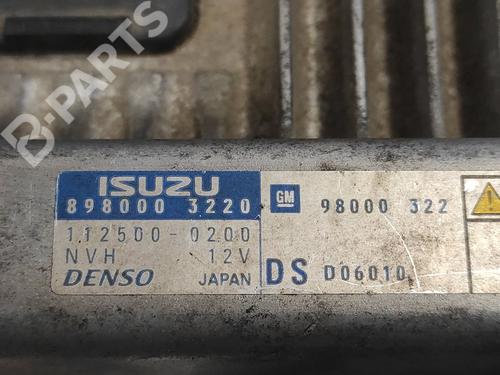 B-PARTS
ISUZU
898000 3220
112500-0200
NVH 12V
DENSO JAPAN
GM 98000 322
DS D06010